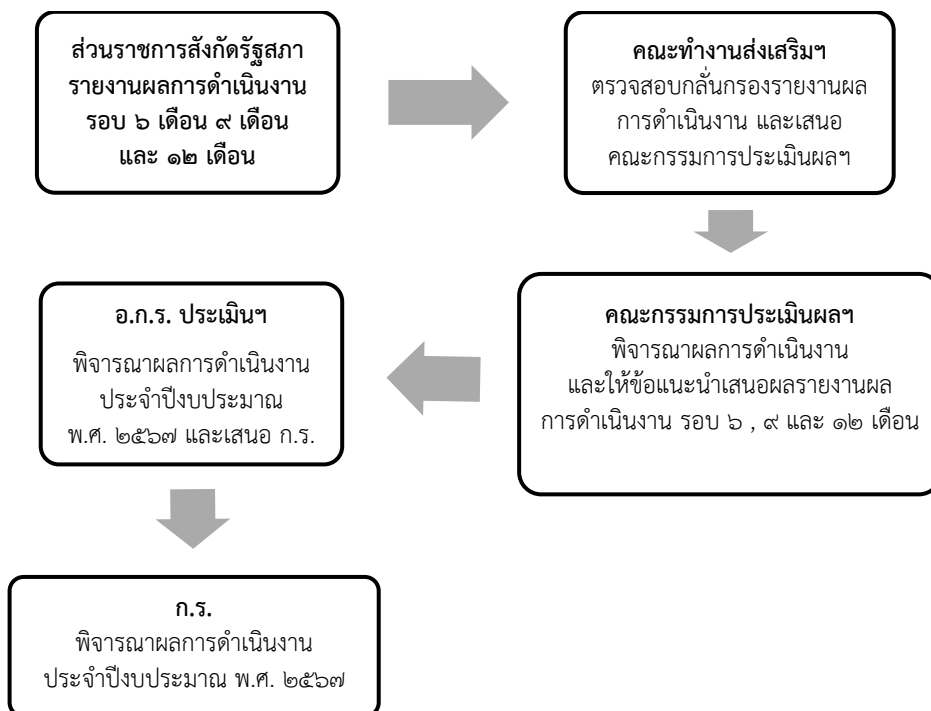 ส่วนราชการสังกัดรัฐสภา
รายงานผลการดำเนินงาน
รอบ ๖ เดือน ๙ เดือน
และ ๑๒ เดือน
คณะทำงานส่งเสริมฯ
ตรวจสอบกลั่นกรองรายงานผล
การดำเนินงาน และเสนอ
คณะกรรมการประเมินผลฯ
คณะกรรมการประเมินผลฯ
พิจารณาผลการดำเนินงาน
และให้ข้อแนะนำเสนอผลรายงานผล
การดำเนินงาน รอบ ๖ , ๙ และ ๑๒ เดือน
อ.ก.ร. ประเมินฯ
พิจารณาผลการดำเนินงาน
ประจำปีงบประมาณ
พ.ศ. ๒๕๖๗ และเสนอ ก.ร.
ก.ร.
พิจารณาผลการดำเนินงาน
ประจำปีงบประมาณ พ.ศ. ๒๕๖๗